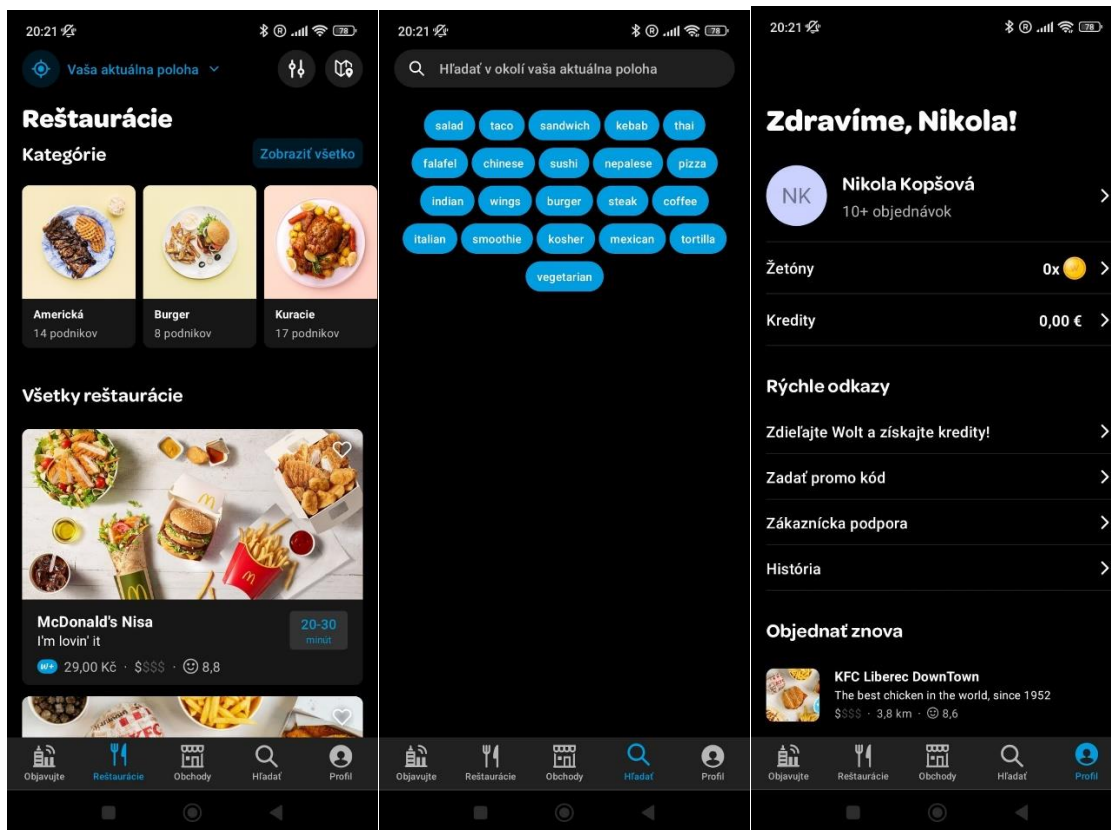 20:21
78
Vaša aktuálna poloha
Reštaurácie
Kategórie
Zobraziť všetko
Americká
14 podnikov
Burger
8 podnikov
Kuracie
17 podnikov
Všetky reštaurácie
McDonald's Nisa
I'm lovin' it
20-30
minút
W+ 29,00 Kč · $$$$ · 8,8
KFC
Objavujte Reštaurácie Obchody Hľadať Profil
20:21
78
Hľadať v okolí vaša aktuálna poloha
salad taco sandwich kebab thai
falafel chinese sushi nepalese pizza
indian wings burger steak coffee
italian smoothie kosher mexican tortilla
vegetarian
Objavujte Reštaurácie Obchody Hľadať Profil
20:21
78
Zdravíme, Nikola!
NK
Nikola Kopšová
10+ objednávok
Žetóny 0x
Kredity 0,00 €
Rýchle odkazy
Zdieľajte Wolt a získajte kredity!
Zadať promo kód
Zákaznícka podpora
História
Objednať znova
KFC Liberec DownTown
The best chicken in the world, since 1952
$$$$ · 3,8 km · 8,6
Objavujte Reštaurácie Obchody Hľadať Profil